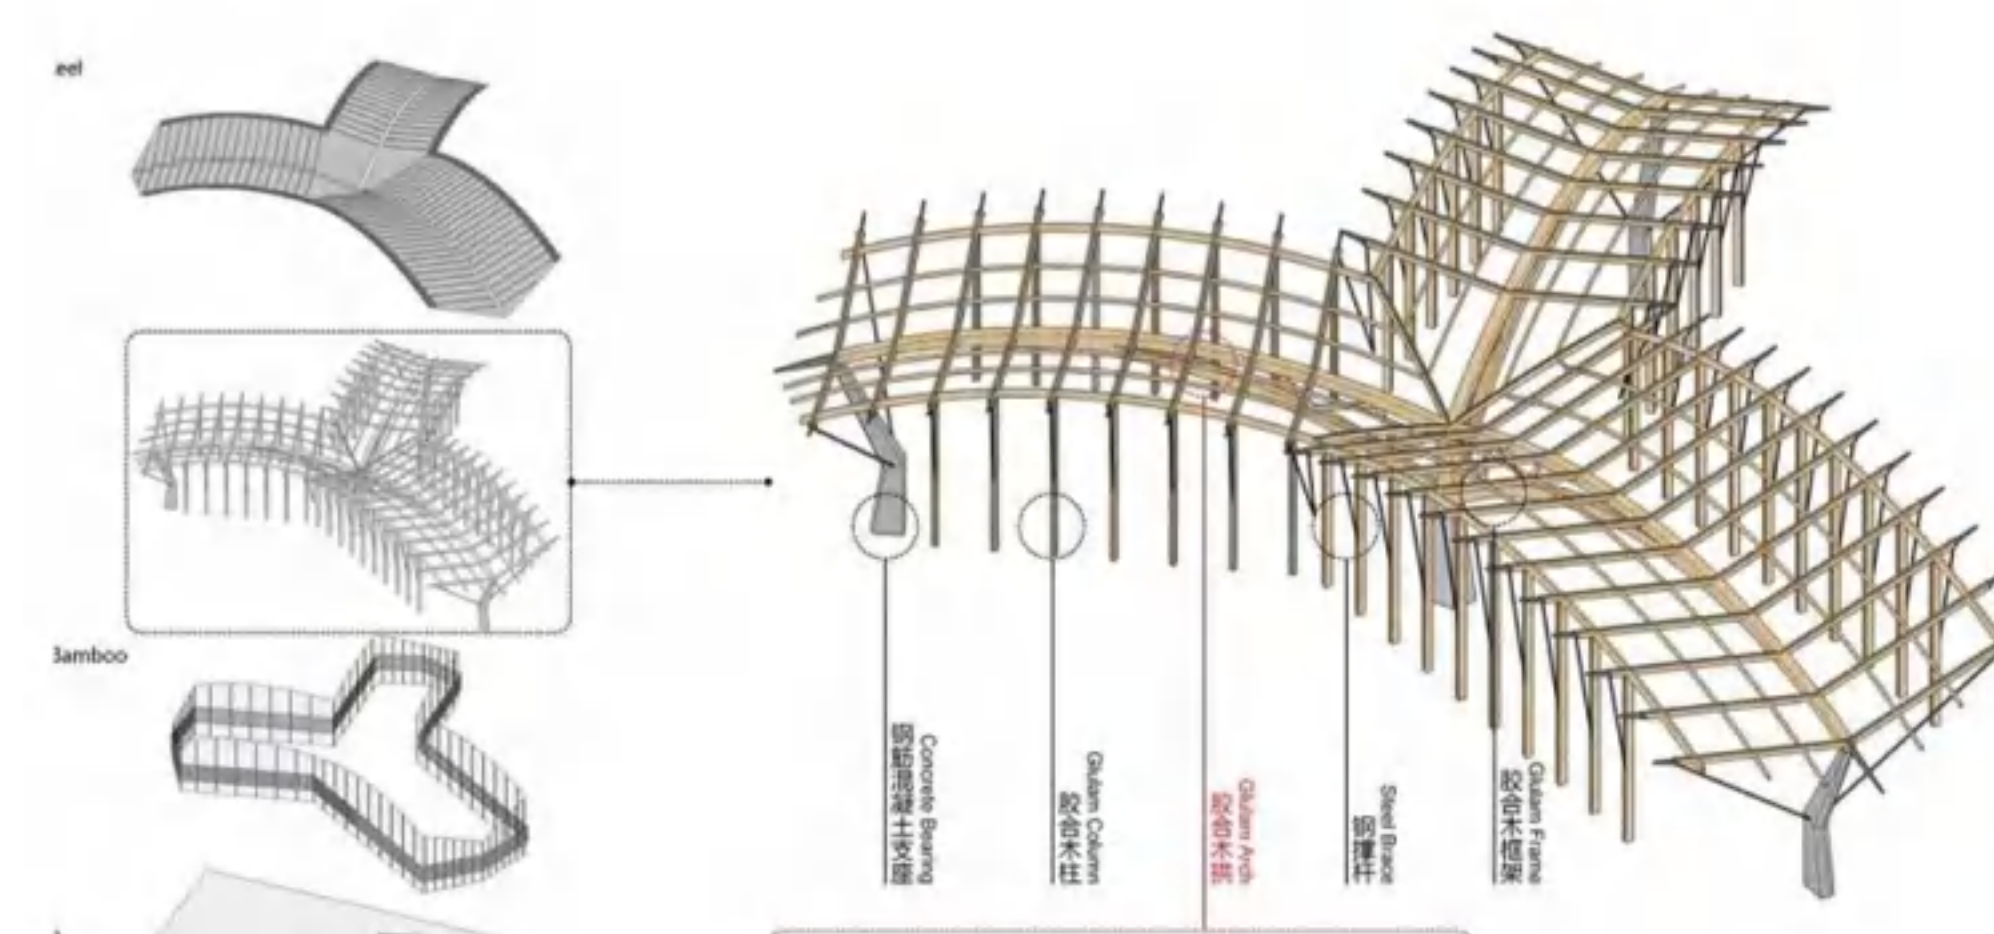 eel
Bamboo
Concrete Bearing
钢筋混凝土支座
Glulam Column
胶合木柱
Glulam Arch
胶合木拱
Steel Brace
钢撑杆
Glulam Frame
胶合木框架